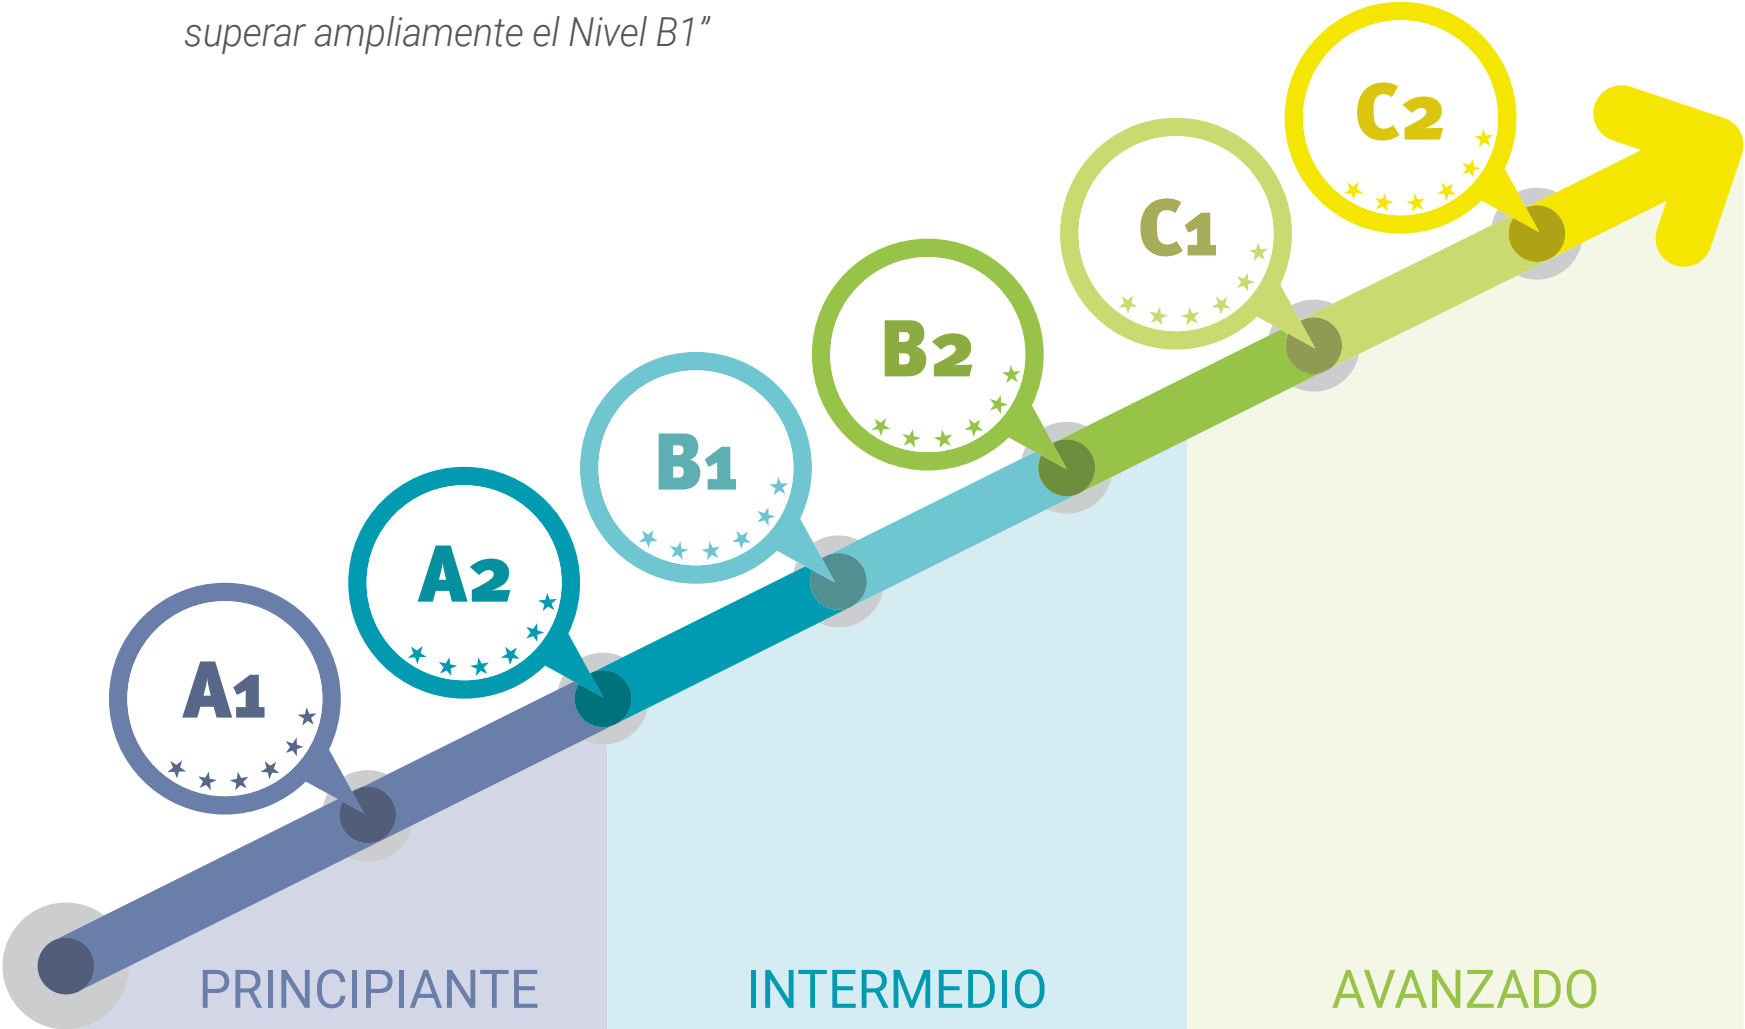 superar ampliamente el Nivel B1”
C2
C1
B2
B1
A2
A1
PRINCIPIANTE
INTERMEDIO
AVANZADO